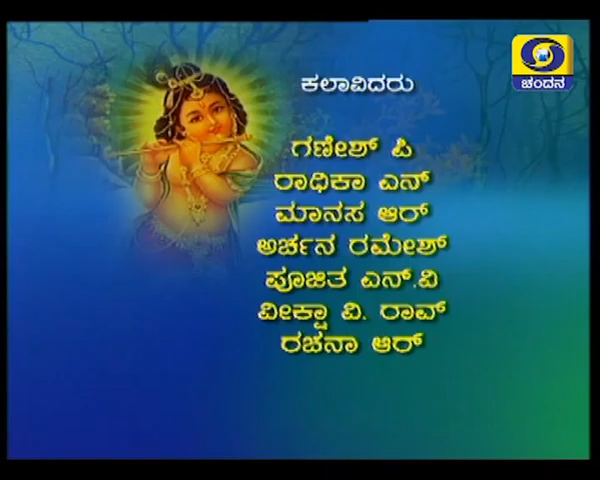 ಚಂದನ
ಕಲಾವಿದರು
ಗಣೇಶ್ ಪಿ
ರಾಧಿಕಾ ಎನ್
ಮಾನಸ ಆರ್
ಅರ್ಚನ ರಮೇಶ್
ಪೂಜಿತ ಎನ್.ವಿ
ವೀಕ್ಷಾ ವಿ. ರಾವ್
ರಚನಾ ಆರ್